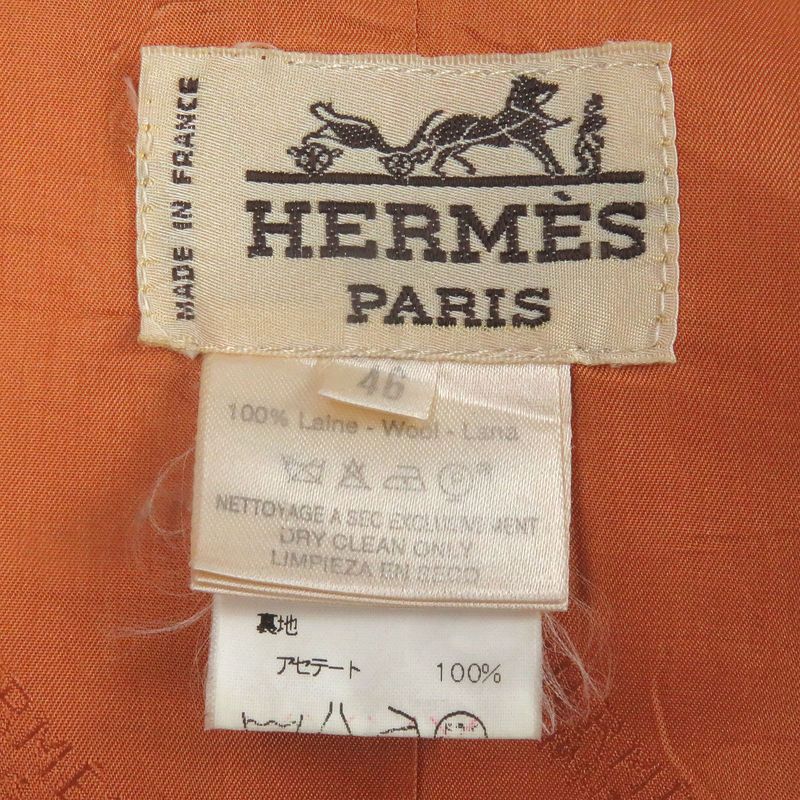 MADE IN FRANCE
HERMÈS
PARIS
46
100% Laine - Wool - Lana
NETTOYAGE A SEC EXCLUSIVEMENT
DRY CLEAN ONLY
LIMPIEZA EN SECO
裏地
アセテート 100%